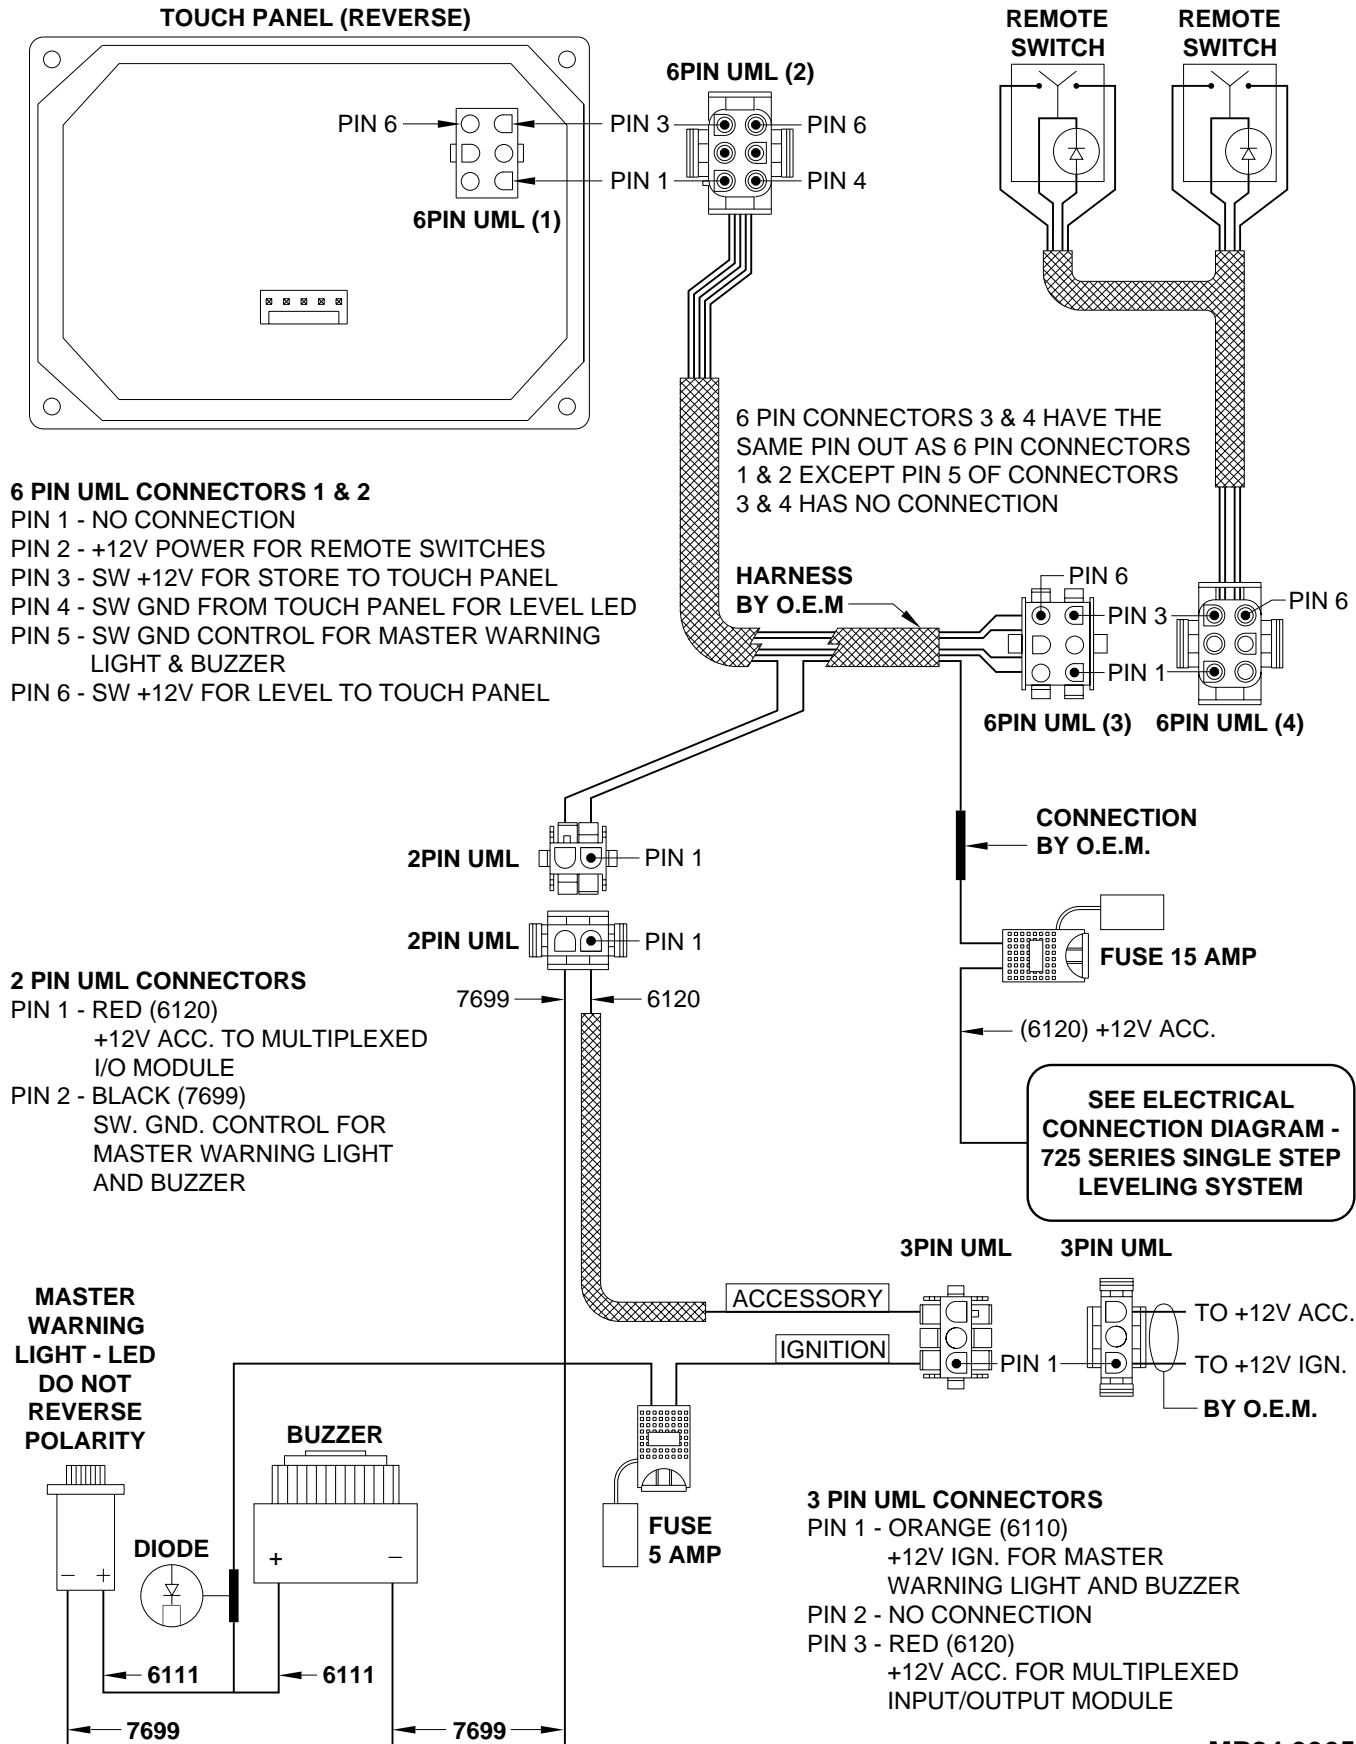 TOUCH PANEL (REVERSE)
REMOTE
SWITCH
REMOTE
SWITCH
6PIN UML (2)
PIN 6
PIN 3
PIN 6
PIN 1
PIN 4
6PIN UML (1)
6 PIN CONNECTORS 3 & 4 HAVE THE
SAME PIN OUT AS 6 PIN CONNECTORS
1 & 2 EXCEPT PIN 5 OF CONNECTORS
3 & 4 HAS NO CONNECTION
6 PIN UML CONNECTORS 1 & 2
PIN 1 - NO CONNECTION
PIN 2 - +12V POWER FOR REMOTE SWITCHES
PIN 3 - SW +12V FOR STORE TO TOUCH PANEL
PIN 4 - SW GND FROM TOUCH PANEL FOR LEVEL LED
PIN 5 - SW GND CONTROL FOR MASTER WARNING
LIGHT & BUZZER
PIN 6 - SW +12V FOR LEVEL TO TOUCH PANEL
HARNESS
BY O.E.M
PIN 6
PIN 3
PIN 6
PIN 1
6PIN UML (3)
6PIN UML (4)
CONNECTION
BY O.E.M.
2PIN UML
PIN 1
2PIN UML
PIN 1
FUSE 15 AMP
7699
6120
(6120) +12V ACC.
2 PIN UML CONNECTORS
PIN 1 - RED (6120)
+12V ACC. TO MULTIPLEXED
I/O MODULE
PIN 2 - BLACK (7699)
SW. GND. CONTROL FOR
MASTER WARNING LIGHT
AND BUZZER
SEE ELECTRICAL
CONNECTION DIAGRAM -
725 SERIES SINGLE STEP
LEVELING SYSTEM
3PIN UML
3PIN UML
ACCESSORY
TO +12V ACC.
IGNITION
PIN 1
TO +12V IGN.
BY O.E.M.
MASTER
WARNING
LIGHT - LED
DO NOT
REVERSE
POLARITY
BUZZER
FUSE
5 AMP
DIODE
- +
+ -
6111
6111
7699
7699
3 PIN UML CONNECTORS
PIN 1 - ORANGE (6110)
+12V IGN. FOR MASTER
WARNING LIGHT AND BUZZER
PIN 2 - NO CONNECTION
PIN 3 - RED (6120)
+12V ACC. FOR MULTIPLEXED
INPUT/OUTPUT MODULE